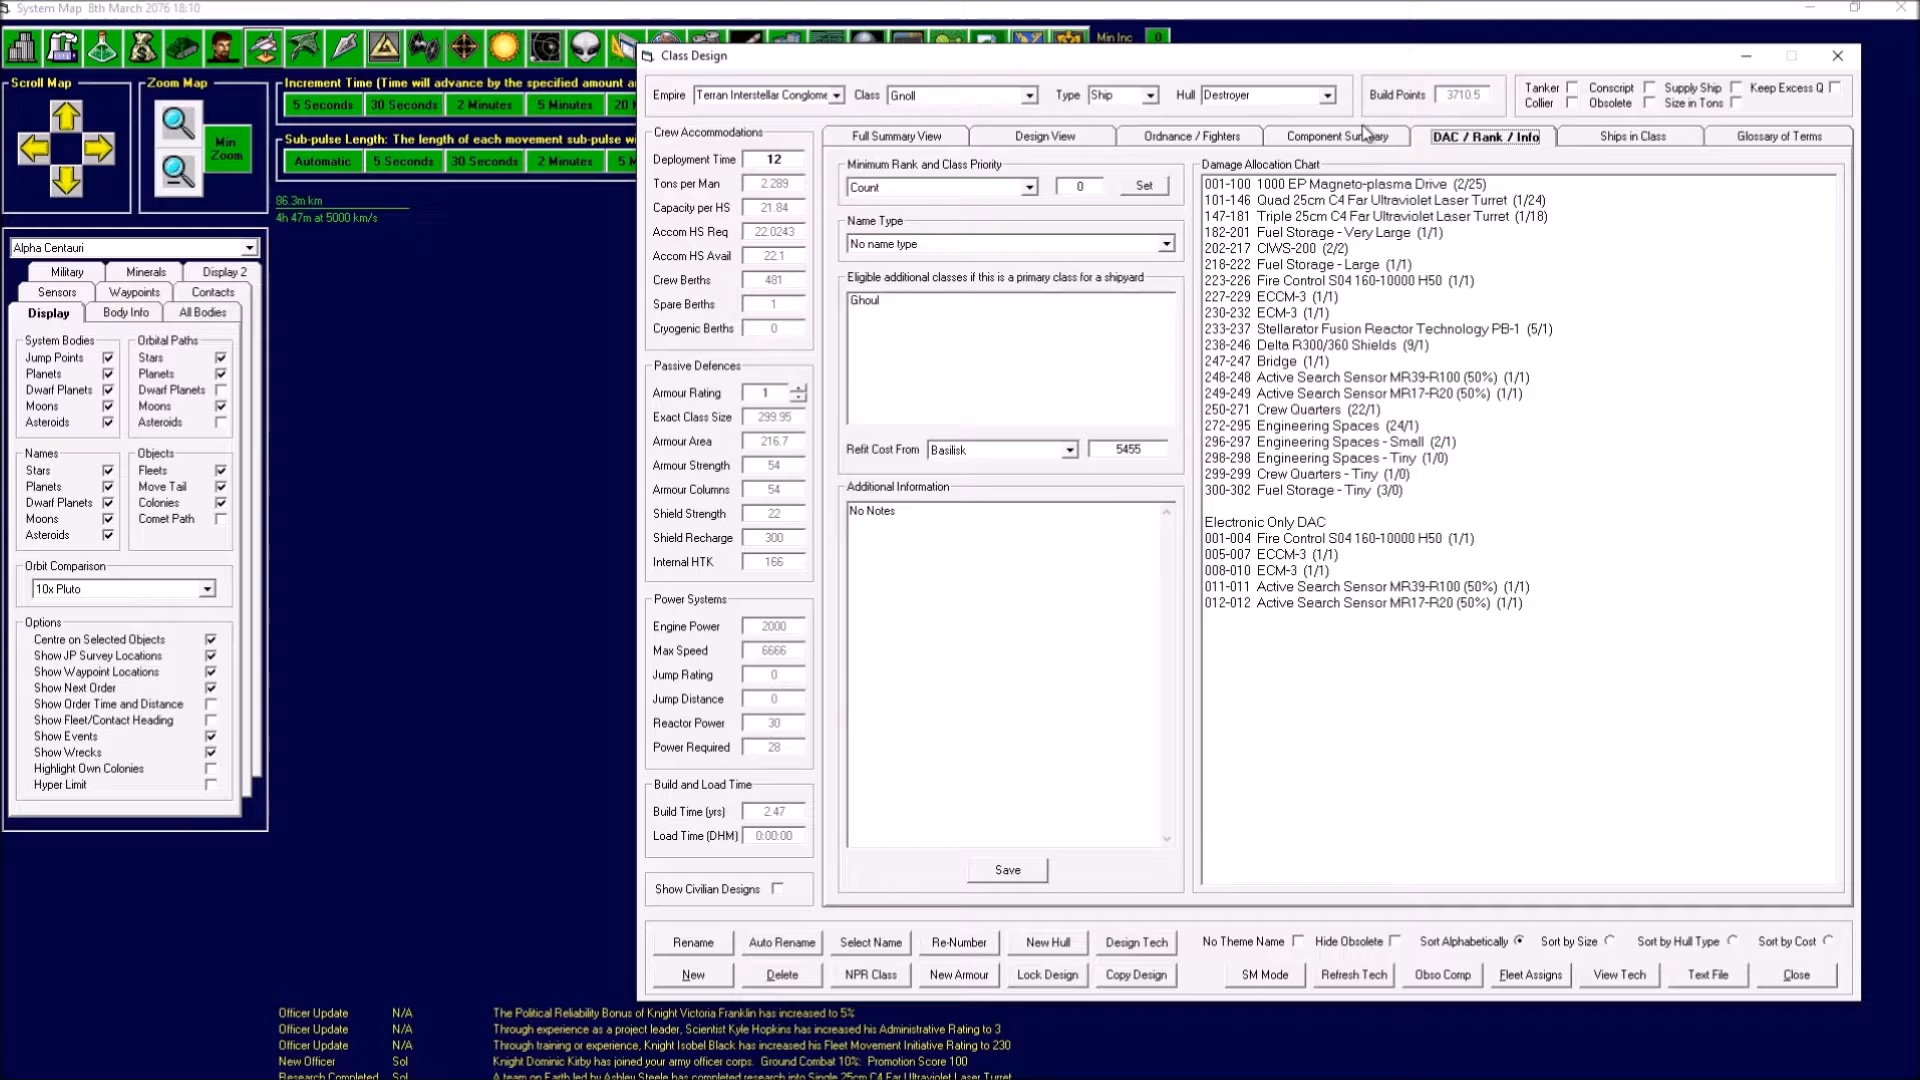 System Map  8th March 2076 18:10
Min Inc
Scroll Map
Zoom Map
Min Zoom
Increment Time (Time will advance by the specified amount a
5 Seconds
30 Seconds
2 Minutes
5 Minutes
20
Sub-pulse Length: The length of each movement sub-pulse wi
Automatic
5 Seconds
30 Seconds
2 Minutes
5 M
86.3m km
4h 47m at 5000 km/s
Alpha Centauri
Military
Minerals
Display 2
Sensors
Waypoints
Contacts
Display
Body Info
All Bodies
System Bodies
Jump Points
Planets
Dwarf Planets
Moons
Asteroids
Orbital Paths
Stars
Planets
Dwarf Planets
Moons
Asteroids
Names
Stars
Planets
Dwarf Planets
Moons
Asteroids
Objects
Fleets
Move Tail
Colonies
Comet Path
Orbit Comparison
10x Pluto
Options
Centre on Selected Objects
Show JP Survey Locations
Show Waypoint Locations
Show Next Order
Show Order Time and Distance
Show Fleet/Contact Heading
Show Events
Show Wrecks
Highlight Own Colonies
Hyper Limit
Class Design
Empire
Terran Interstellar Conglome
Class
Gnoll
Type
Ship
Hull
Destroyer
Build Points
3710.5
Tanker
Conscript
Supply Ship
Keep Excess Q
Collier
Obsolete
Size in Tons
Crew Accommodations
Deployment Time 12
Tons per Man 2.289
Capacity per HS 21.84
Accom HS Req 22.0243
Accom HS Avail 22.1
Crew Berths 481
Spare Berths 1
Cryogenic Berths 0
Passive Defences
Armour Rating 1
Exact Class Size 299.95
Armour Area 216.7
Armour Strength 54
Armour Columns 54
Shield Strength 22
Shield Recharge 300
Internal HTK 166
Power Systems
Engine Power 2000
Max Speed 6666
Jump Rating 0
Jump Distance 0
Reactor Power 30
Power Required 28
Build and Load Time
Build Time (yrs) 2.47
Load Time (DHM) 0:00:00
Show Civilian Designs
Full Summary View
Design View
Ordnance / Fighters
Component Summary
DAC / Rank / Info
Ships in Class
Glossary of Terms
Minimum Rank and Class Priority
Count
0
Set
Name Type
No name type
Eligible additional classes if this is a primary class for a shipyard
Ghoul
Refit Cost From
Basilisk
5455
Additional Information
No Notes
Save
Damage Allocation Chart
001-100 1000 EP Magneto-plasma Drive (2/25)
101-146 Quad 25cm C4 Far Ultraviolet Laser Turret (1/24)
147-181 Triple 25cm C4 Far Ultraviolet Laser Turret (1/18)
182-201 Fuel Storage - Very Large (1/1)
202-217 CIWS-200 (2/2)
218-222 Fuel Storage - Large (1/1)
223-226 Fire Control S04 160-10000 H50 (1/1)
227-229 ECCM-3 (1/1)
230-232 ECM-3 (1/1)
233-237 Stellarator Fusion Reactor Technology PB-1 (5/1)
238-246 Delta R300/360 Shields (9/1)
247-247 Bridge (1/1)
248-248 Active Search Sensor MR39-R100 (50%) (1/1)
249-249 Active Search Sensor MR17-R20 (50%) (1/1)
250-271 Crew Quarters (22/1)
272-295 Engineering Spaces (24/1)
296-297 Engineering Spaces - Small (2/1)
298-298 Engineering Spaces - Tiny (1/0)
299-299 Crew Quarters - Tiny (1/0)
300-302 Fuel Storage - Tiny (3/0)
Electronic Only DAC
001-004 Fire Control S04 160-10000 H50 (1/1)
005-007 ECCM-3 (1/1)
008-010 ECM-3 (1/1)
011-011 Active Search Sensor MR39-R100 (50%) (1/1)
012-012 Active Search Sensor MR17-R20 (50%) (1/1)
Rename
Auto Rename
Select Name
Re-Number
New Hull
Design Tech
No Theme Name
Hide Obsolete
Sort Alphabetically
Sort by Size
Sort by Hull Type
Sort by Cost
New
Delete
NPR Class
New Armour
Lock Design
Copy Design
SM Mode
Refresh Tech
Obso Comp
Fleet Assigns
View Tech
Text File
Close
Officer Update N/A The Political Reliability Bonus of Knight Victoria Franklin has increased to 5%
Officer Update N/A Through experience as a project leader, Scientist Kyle Hopkins has increased his Administrative Rating to 3
Officer Update N/A Through training or experience, Knight Isobel Black has increased his Fleet Movement Initiative Rating to 230
New Officer Sol Knight Dominic Kirby has joined your army officer corps.  Ground Combat 10%:  Promotion Score 100
Research Completed Sol A team on Earth led by Ashley Steele has completed research into Single 25cm C4 Far Ultraviolet Laser Turret